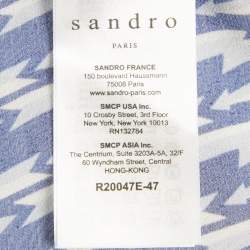 sandro
PARIS
SANDRO FRANCE
150 boulevard Haussmann
75008 Paris
www.sandro-paris.com
SMCP USA Inc.
10 Crosby Street, 3rd Floor
New York, New York 10013
RN132784
SMCP ASIA Inc.
The Centrium, Suite 3203A-5A, 32/F
60 Wyndham Street, Central
HONG-KONG
R20047E-47